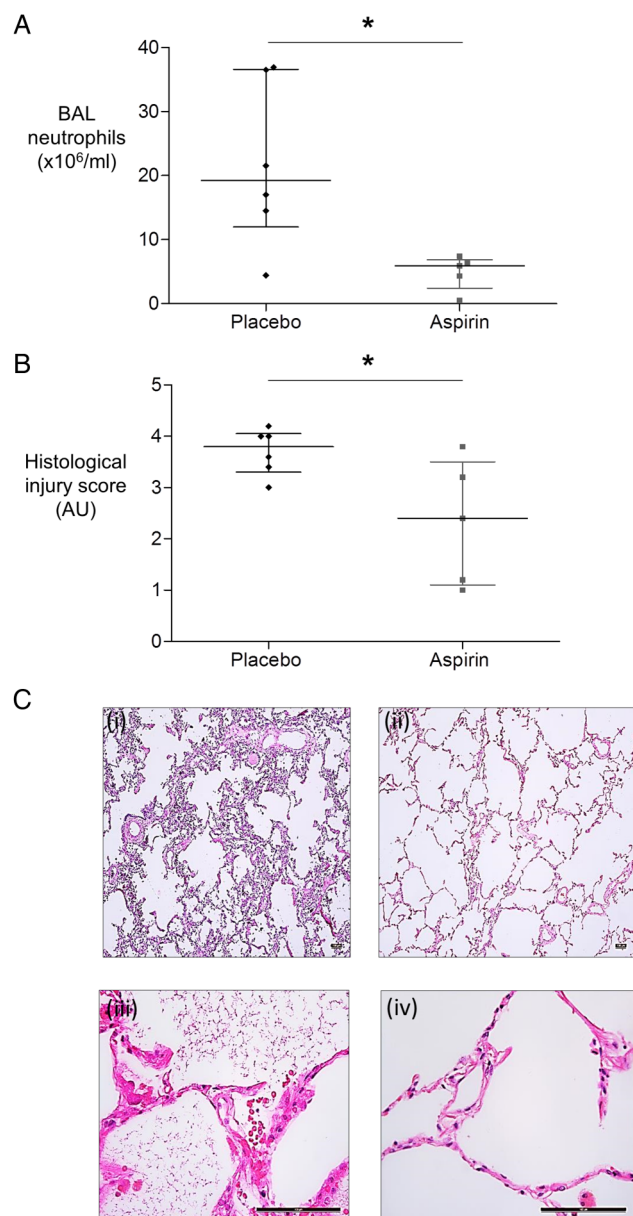 A
*
40
30
20
10
0
BAL
neutrophils
(x10⁶/ml)
Placebo
Aspirin
B
*
5
4
3
2
1
0
Histological
injury score
(AU)
Placebo
Aspirin
C
(i)
(ii)
(iii)
(iv)